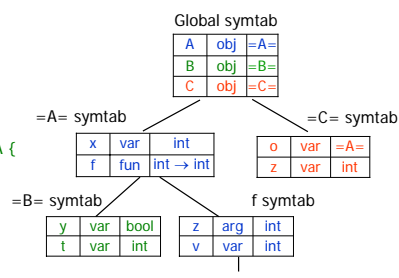 Global symtab
A obj =A=
B obj =B=
C obj =C=
=A= symtab
=C= symtab
x var int
f fun int → int
o var =A=
z var int
A {
=B= symtab
f symtab
y var bool
t var int
z arg int
v var int